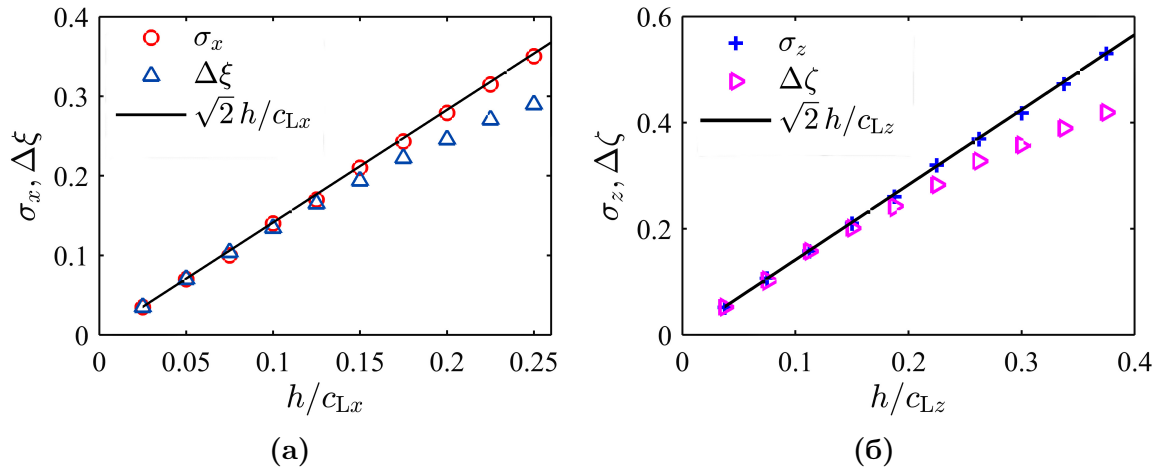 0.4
0.3
0.2
0.1
0
σₓ, Δξ
σₓ
Δξ
√2 h/c_Lx
0 0.05 0.1 0.15 0.2 0.25
h/c_Lx
(а)
0.6
0.4
0.2
0
σ_z, Δζ
σ_z
Δζ
√2 h/c_Lz
0 0.1 0.2 0.3 0.4
h/c_Lz
(б)